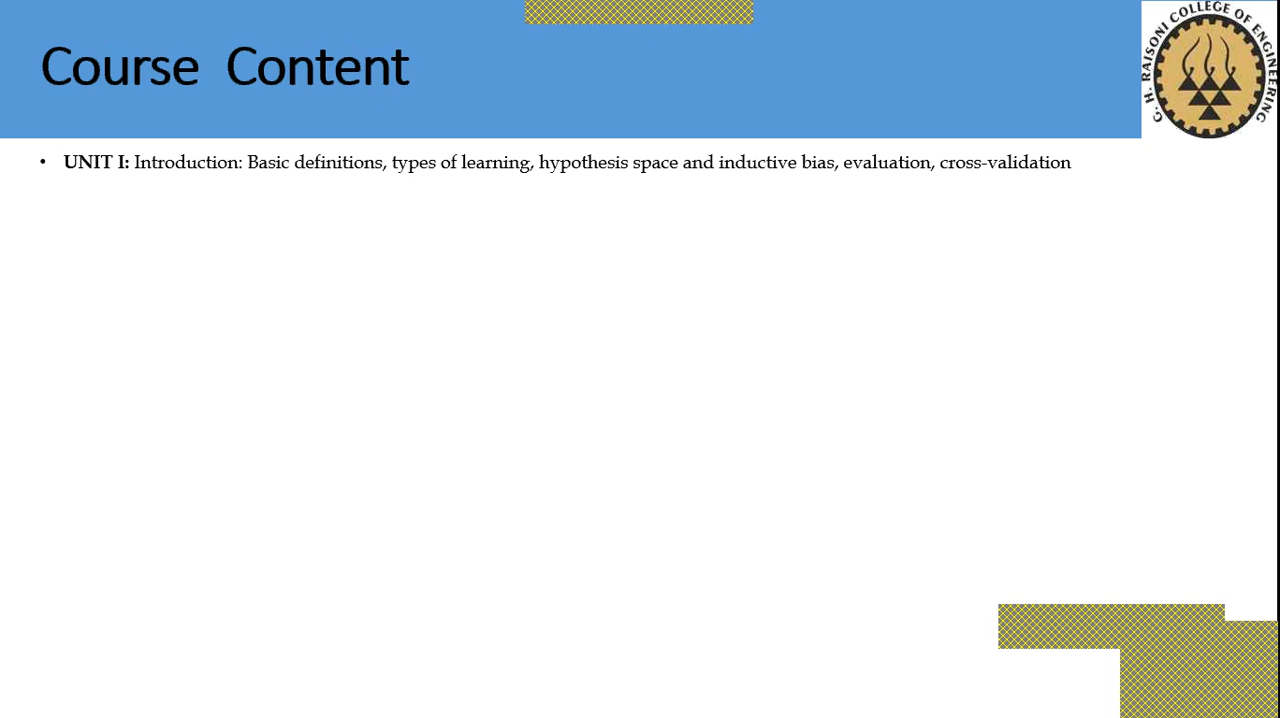 Course Content
G. H. RAISONI COLLEGE OF ENGINEERING
• UNIT I: Introduction: Basic definitions, types of learning, hypothesis space and inductive bias, evaluation, cross-validation